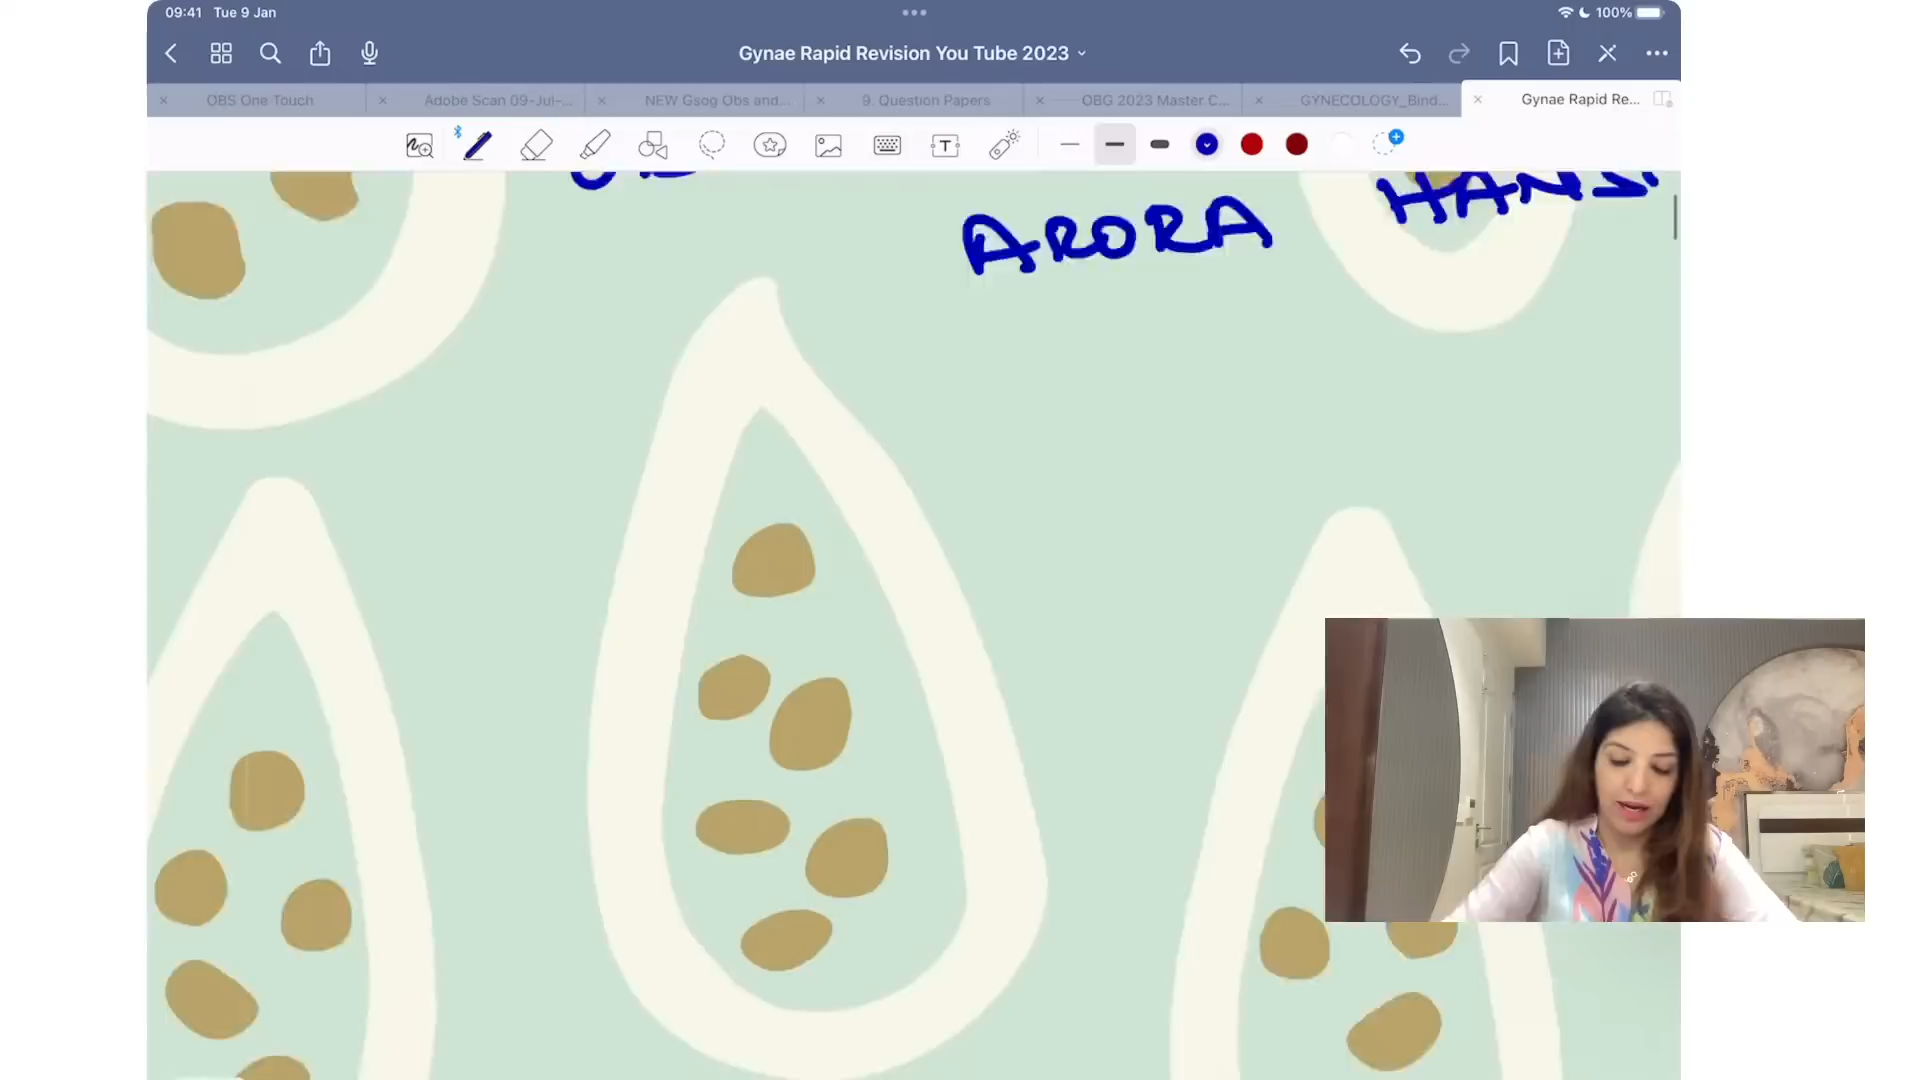 09:41 Tue 9 Jan
100%
Gynae Rapid Revision You Tube 2023
OBS One Touch
Adobe Scan 09-Jul-...
NEW Gsog Obs and...
9. Question Papers
OBG 2023 Master C...
GYNECOLOGY_Bind...
Gynae Rapid Re...
T
ARORA